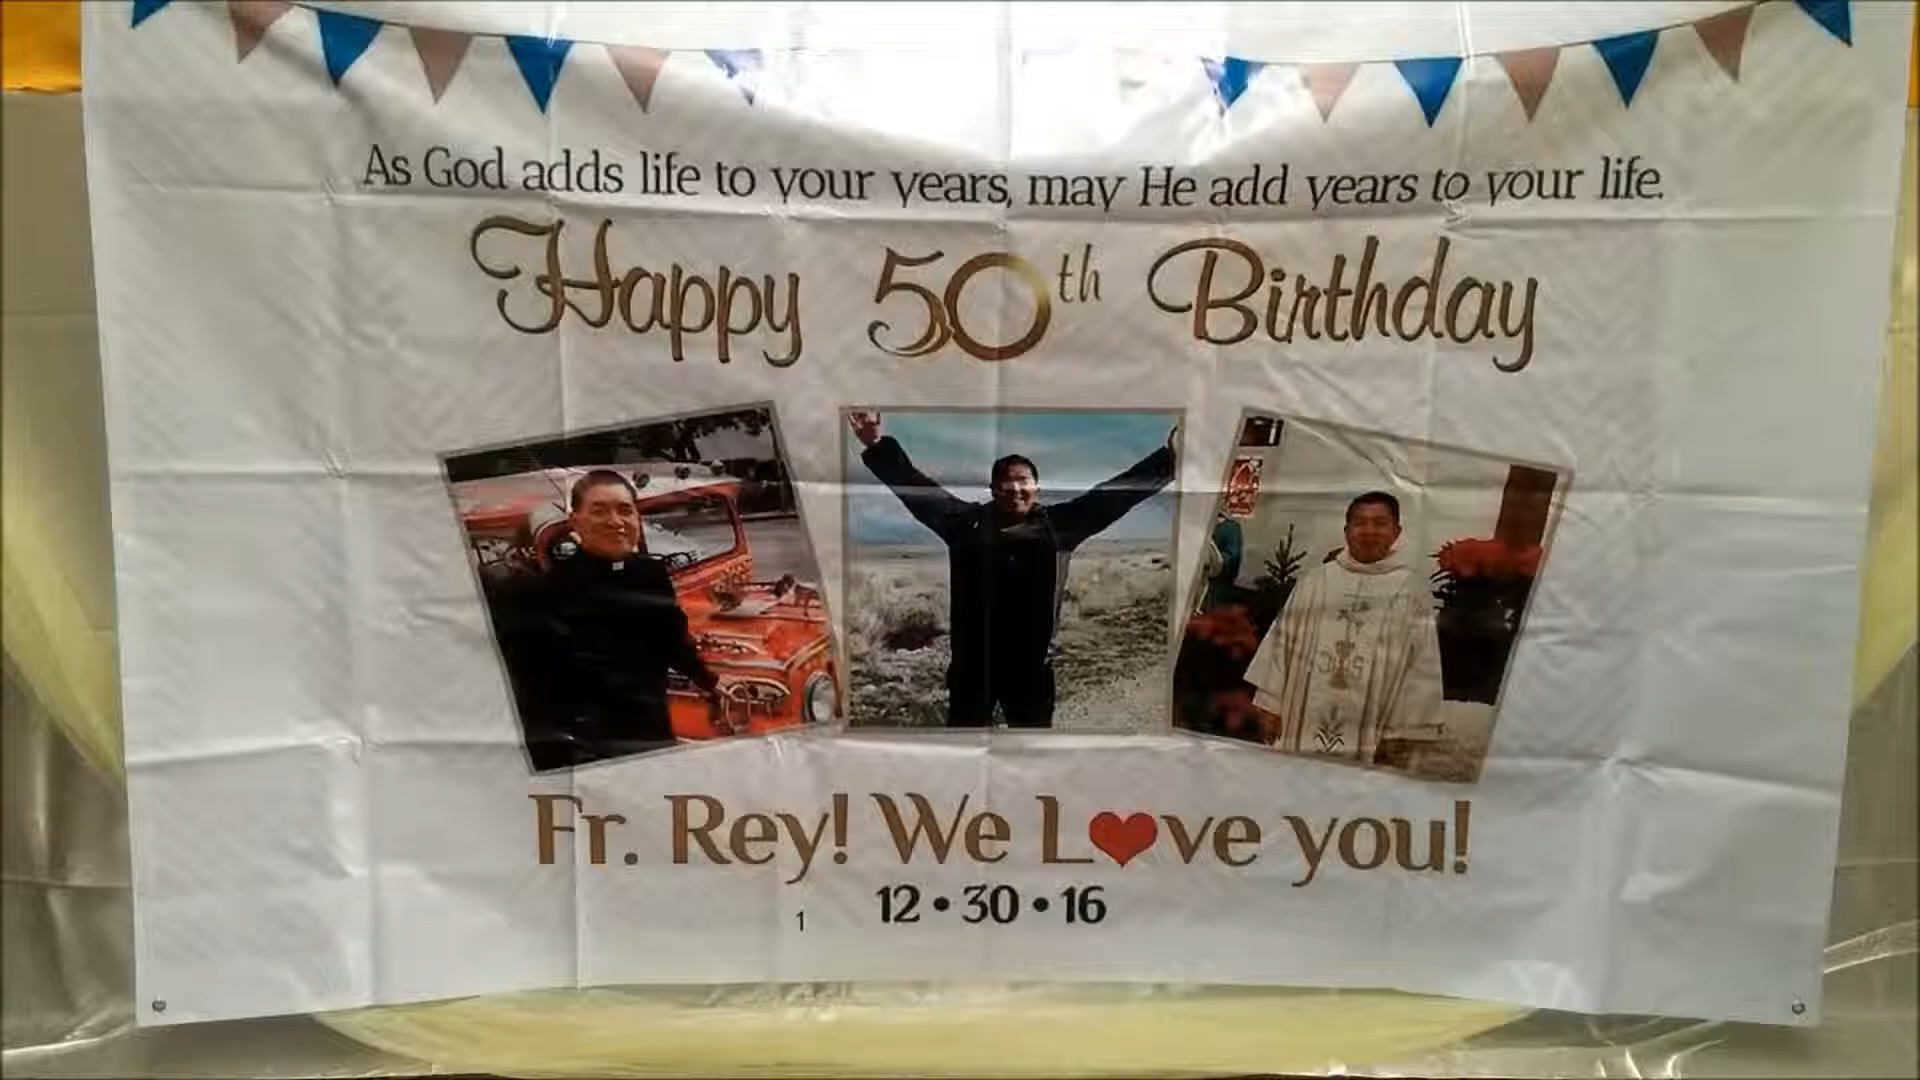 As God adds life to your years, may He add years to your life.
Happy 50th Birthday
Fr. Rey! We L❤ve you!
12 • 30 • 16
1